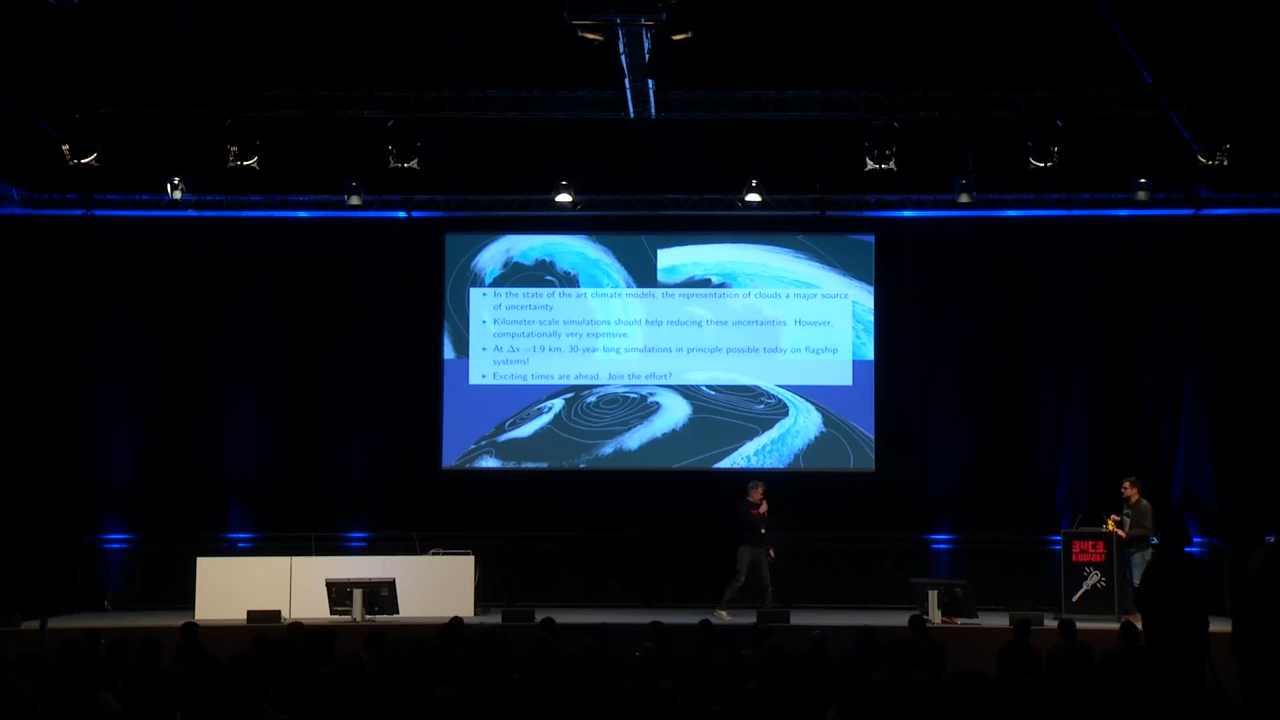 ► In the state of the art climate models, the representation of clouds a major source
of uncertainty
► Kilometer-scale simulations should help reducing these uncertainties. However,
computationally very expensive.
► At Δx =1.9 km, 30-year-long simulations in principle possible today on flagship
systems!
► Exciting times are ahead. Join the effort?
34C3.